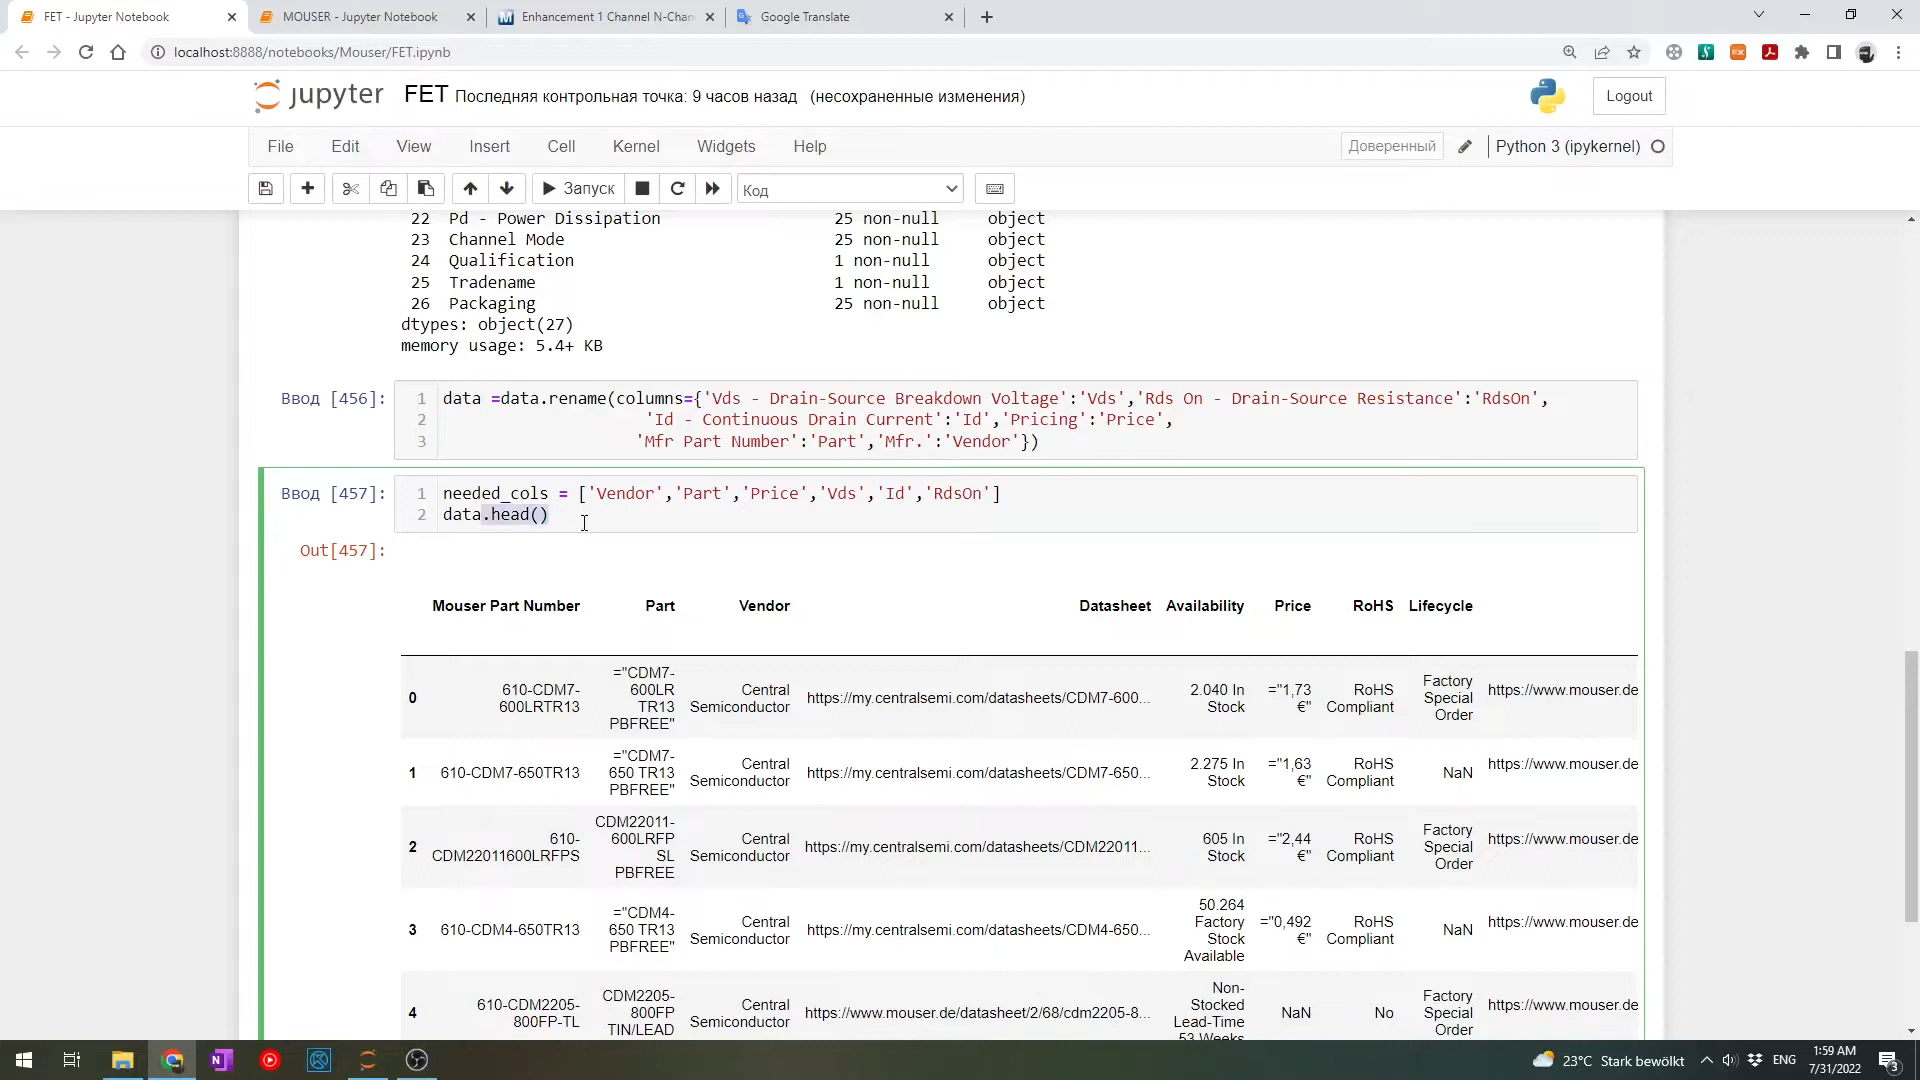 FET - Jupyter Notebook
MOUSER - Jupyter Notebook
Enhancement 1 Channel N-Chan
Google Translate
localhost:8888/notebooks/Mouser/FET.ipynb
jupyter FET Последняя контрольная точка: 9 часов назад (несохраненные изменения)
Logout
File Edit View Insert Cell Kernel Widgets Help
Доверенный
Python 3 (ipykernel)
Запуск
Код
22 Pd - Power Dissipation 25 non-null object
23 Channel Mode 25 non-null object
24 Qualification 1 non-null object
25 Tradename 1 non-null object
26 Packaging 25 non-null object
dtypes: object(27)
memory usage: 5.4+ KB
Ввод [456]:
1 data =data.rename(columns={'Vds - Drain-Source Breakdown Voltage':'Vds','Rds On - Drain-Source Resistance':'RdsOn',
2 'Id - Continuous Drain Current':'Id','Pricing':'Price',
3 'Mfr Part Number':'Part','Mfr.':'Vendor'})
Ввод [457]:
1 needed_cols = ['Vendor','Part','Price','Vds','Id','RdsOn']
2 data.head()
Out[457]:
Mouser Part Number Part Vendor Datasheet Availability Price RoHS Lifecycle
0
610-CDM7-
600LRTR13
="CDM7-
600LR
TR13
PBFREE"
Central
Semiconductor
https://my.centralsemi.com/datasheets/CDM7-600...
2.040 In
Stock
="1,73
€"
RoHS
Compliant
Factory
Special
Order
https://www.mouser.de
1
610-CDM7-650TR13
="CDM7-
650 TR13
PBFREE"
Central
Semiconductor
https://my.centralsemi.com/datasheets/CDM7-650...
2.275 In
Stock
="1,63
€"
RoHS
Compliant
NaN
https://www.mouser.de
2
610-
CDM22011600LRFPS
CDM22011-
600LRFP
SL
PBFREE
Central
Semiconductor
https://my.centralsemi.com/datasheets/CDM22011...
605 In
Stock
="2,44
€"
RoHS
Compliant
Factory
Special
Order
https://www.mouser.de
3
610-CDM4-650TR13
="CDM4-
650 TR13
PBFREE"
Central
Semiconductor
https://my.centralsemi.com/datasheets/CDM4-650...
50.264
Factory
Stock
Available
="0,492
€"
RoHS
Compliant
NaN
https://www.mouser.de
4
610-CDM2205-
800FP-TL
CDM2205-
800FP
TIN/LEAD
Central
Semiconductor
https://www.mouser.de/datasheet/2/68/cdm2205-8...
Non-
Stocked
Lead-Time
53 Weeks
NaN
No
Factory
Special
Order
https://www.mouser.de
23°C Stark bewölkt
ENG
1:59 AM
7/31/2022
3